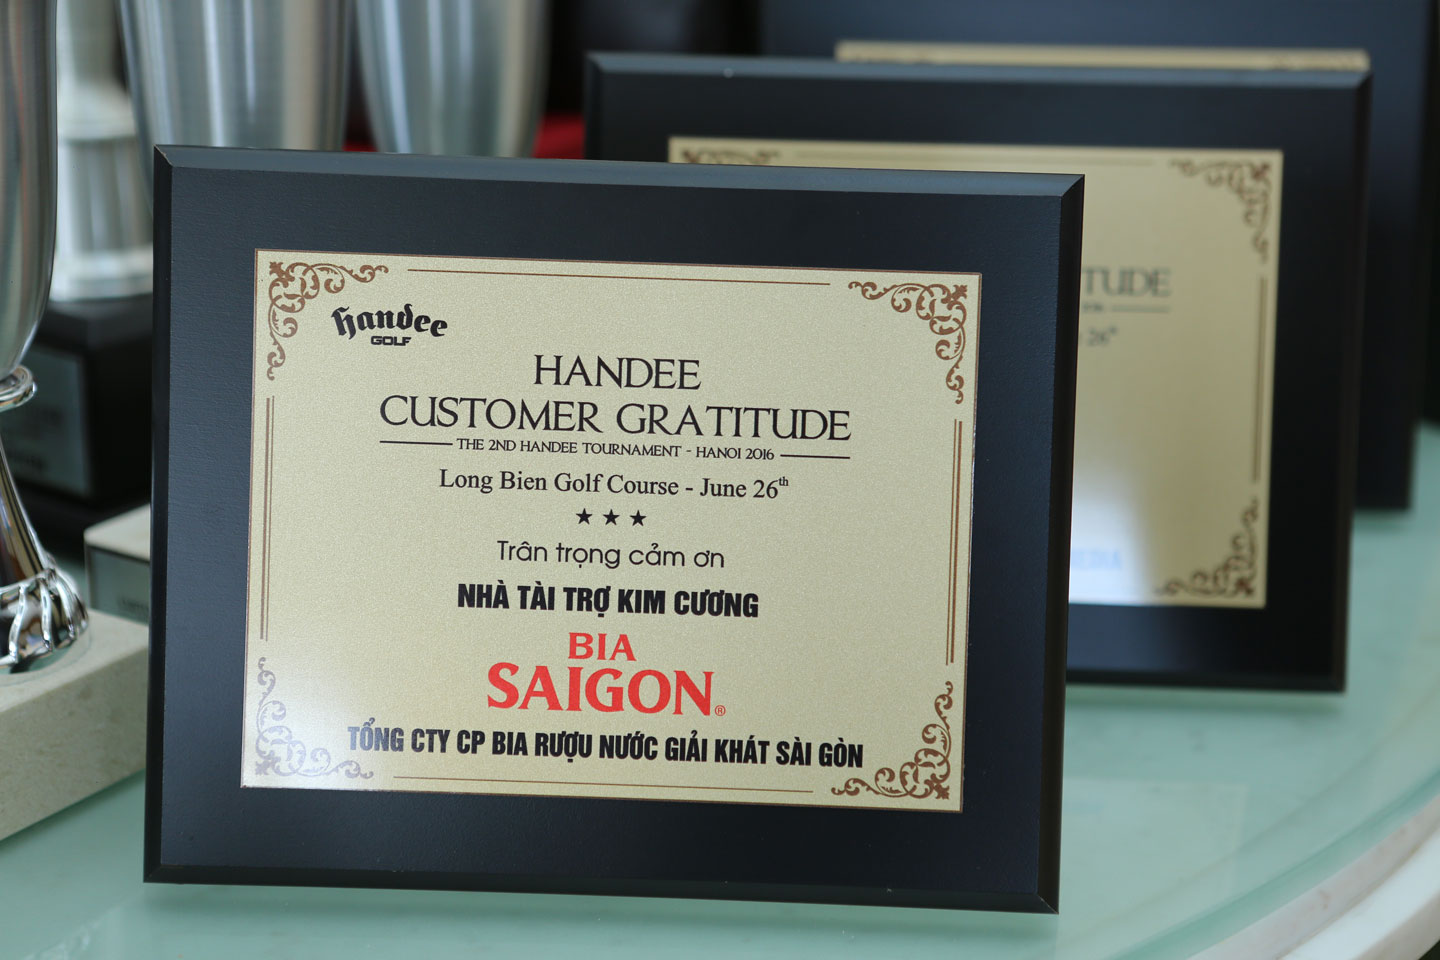 Handee
GOLF
HANDEE
CUSTOMER GRATITUDE
THE 2ND HANDEE TOURNAMENT - HANOI 2016
Long Bien Golf Course - June 26th
★ ★ ★
Trân trọng cảm ơn
NHÀ TÀI TRỢ KIM CƯƠNG
BIA
SAIGON®
TỔNG CTY CP BIA RƯỢU NƯỚC GIẢI KHÁT SÀI GÒN
TUDE
26th